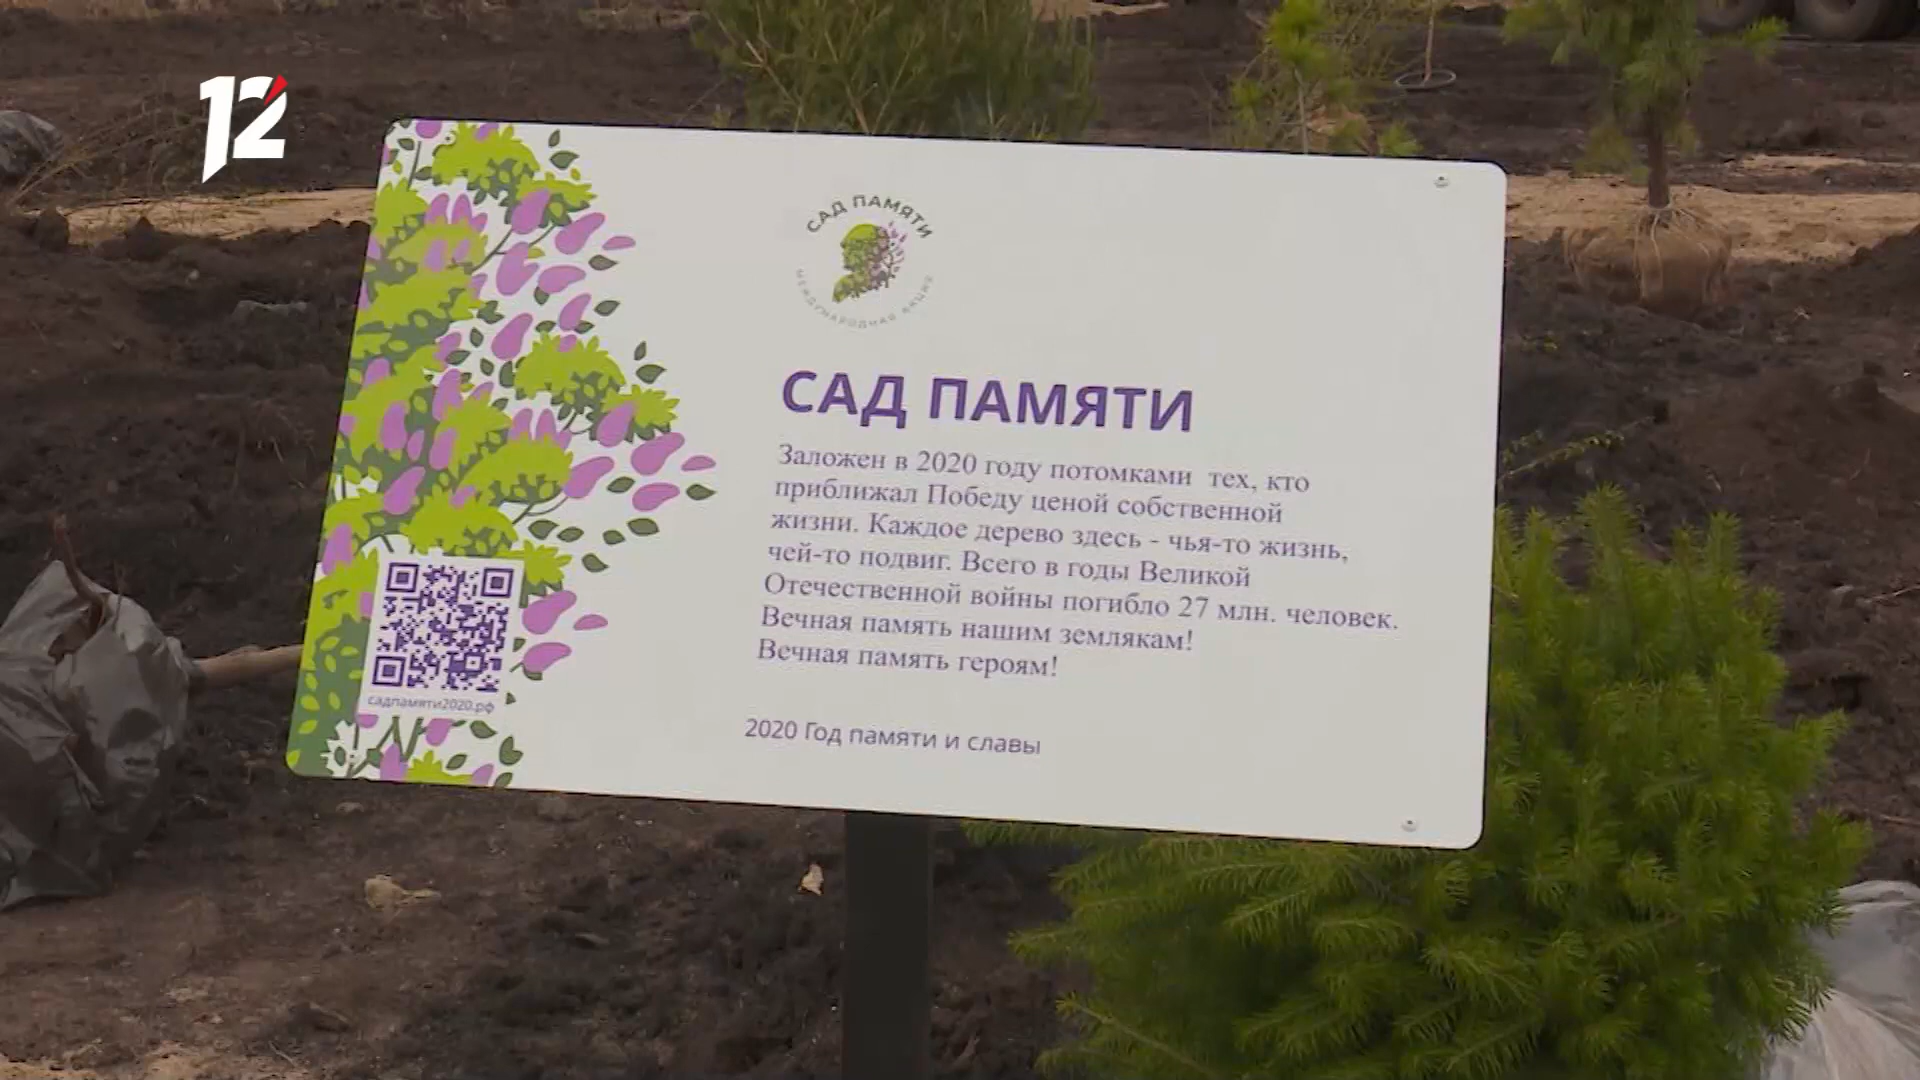 12
САД ПАМЯТИ
МЕЖДУНАРОДНАЯ АКЦИЯ
САД ПАМЯТИ
Заложен в 2020 году потомками тех, кто
приближал Победу ценой собственной
жизни. Каждое дерево здесь - чья-то жизнь,
чей-то подвиг. Всего в годы Великой
Отечественной войны погибло 27 млн. человек.
Вечная память нашим землякам!
Вечная память героям!
садпамяти2020.рф
2020 Год памяти и славы